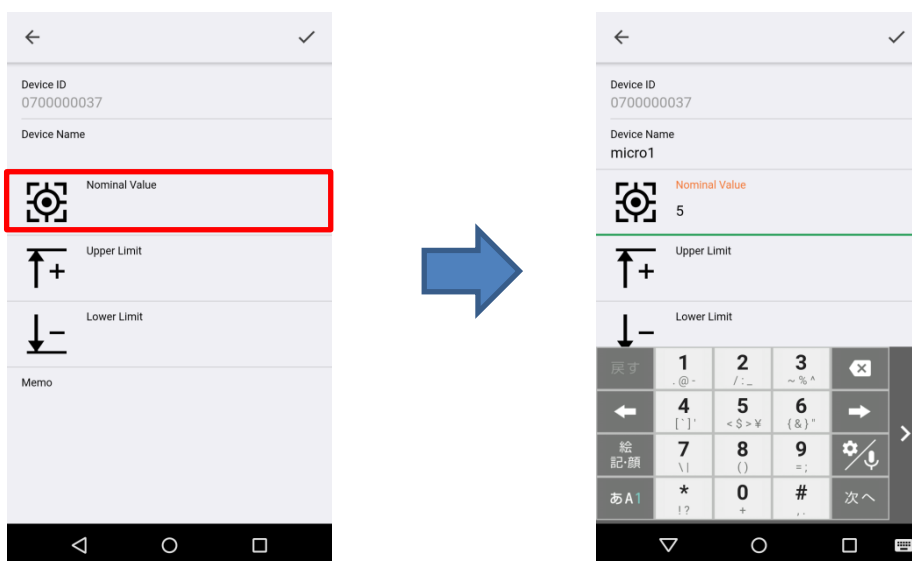 Device ID
0700000037
Device Name
Nominal Value
Upper Limit
Lower Limit
Memo
Device ID
0700000037
Device Name
micro1
Nominal Value
5
Upper Limit
Lower Limit
戻す 1 2 3
.@- /:_ ~%^
4 5 6
[`]' <$>¥ {&}"
絵 7 8 9
記・顔 \| () =;
あA1 * 0 # 次へ
!? + ,.